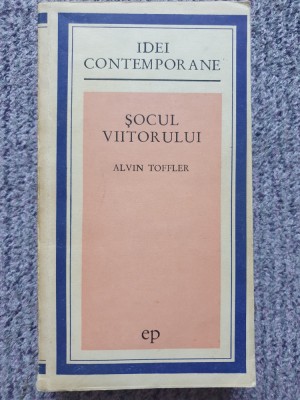 IDEI
CONTEMPORANE
ŞOCUL
VIITORULUI
ALVIN TOFFLER
ep